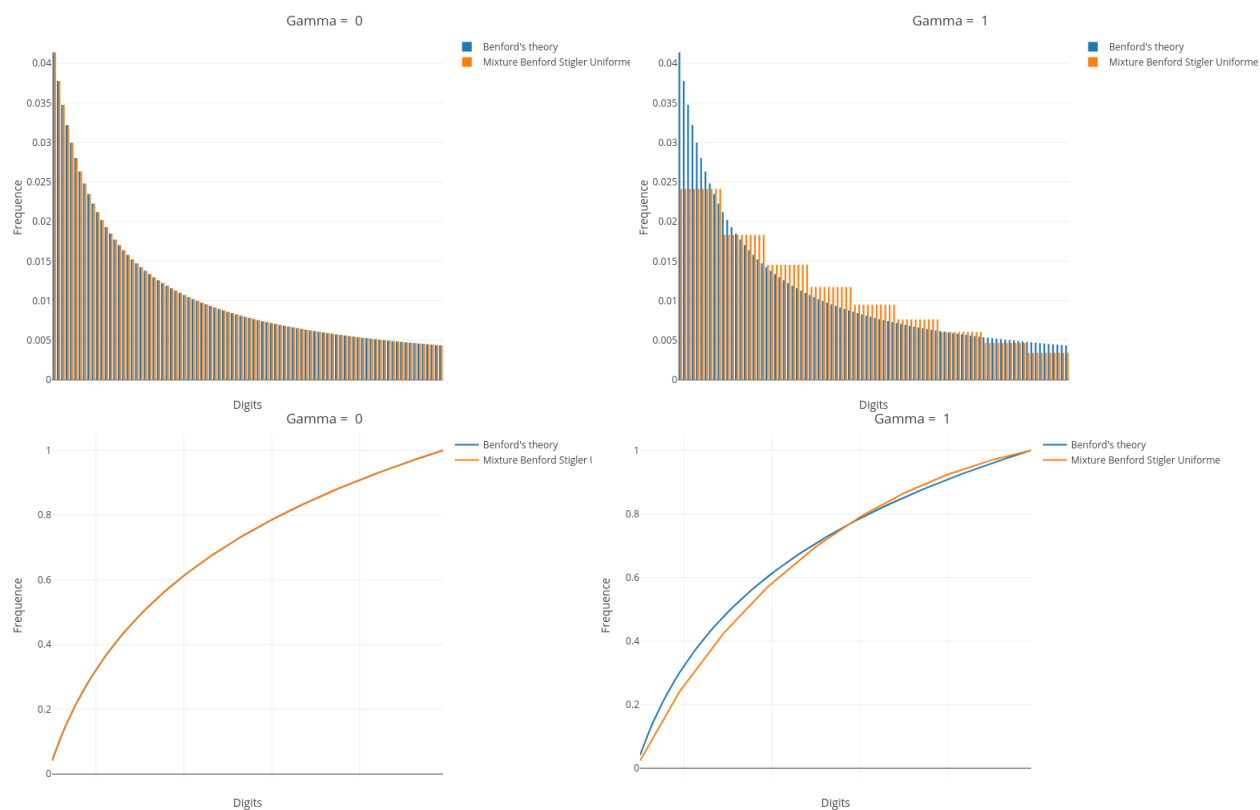 Gamma =  0
Benford's theory
Mixture Benford Stigler Uniforme
0.04
0.035
0.03
0.025
0.02
0.015
0.01
0.005
0
Frequence
Digits
Gamma =  1
Benford's theory
Mixture Benford Stigler Uniforme
0.04
0.035
0.03
0.025
0.02
0.015
0.01
0.005
0
Frequence
Digits
Gamma =  0
Benford's theory
Mixture Benford Stigler
1
0.8
0.6
0.4
0.2
0
Frequence
Digits
Gamma =  1
Benford's theory
Mixture Benford Stigler Uniforme
1
0.8
0.6
0.4
0.2
0
Frequence
Digits